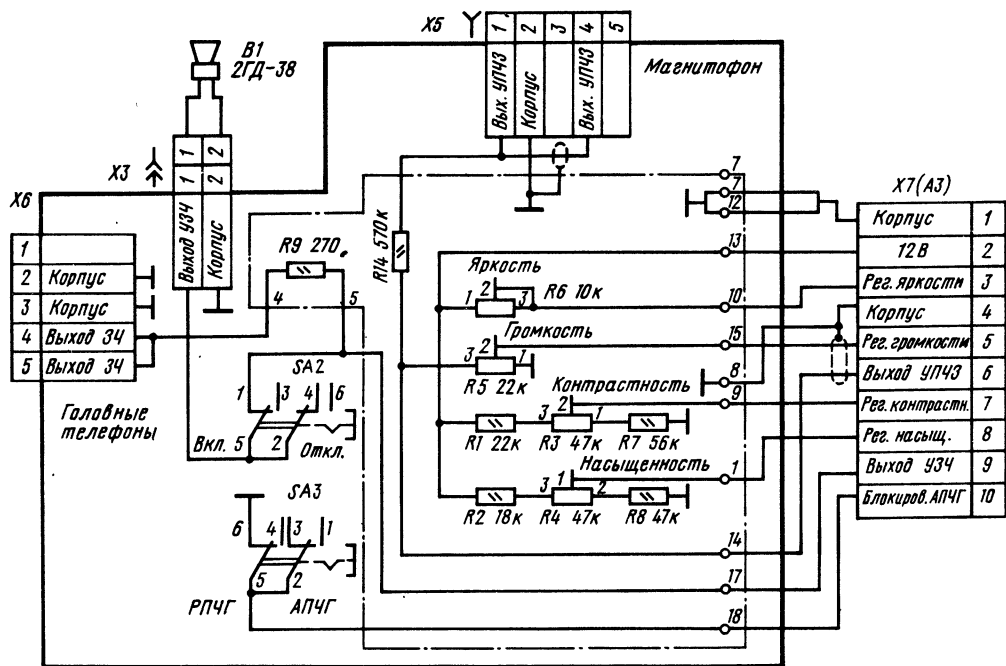 X5
1 2 3 4 5
Вых. УПЧЗ
Корпус
Вых. УПЧЗ
Магнитофон
В1
2ГД-38
1 2
X3
1 2
Выход УЗЧ
Корпус
X6
1
2 Корпус
3 Корпус
4 Выход ЗЧ
5 Выход ЗЧ
Головные
телефоны
R9 270
4 5
R14 570к
SA2
1 3 4 6
Вкл. 5 2 Откл.
SA3
6 4 3 1
5 2
РПЧГ АПЧГ
Яркость
1 2 3 R6 10к
Громкость
3 2 1
R5 22к
Контрастность
3 2 1
R1 22к R3 47к R7 56к
Насыщенность
3 1 2
R2 18к R4 47к R8 47к
7
7
12
13
10
15
8
9
1
14
17
18
X7(A3)
Корпус 1
12В 2
Рег. яркости 3
Корпус 4
Рег. громкости 5
Выход УПЧЗ 6
Рег. контрастн. 7
Рег. насыщ. 8
Выход УЗЧ 9
Блокиров. АПЧГ 10